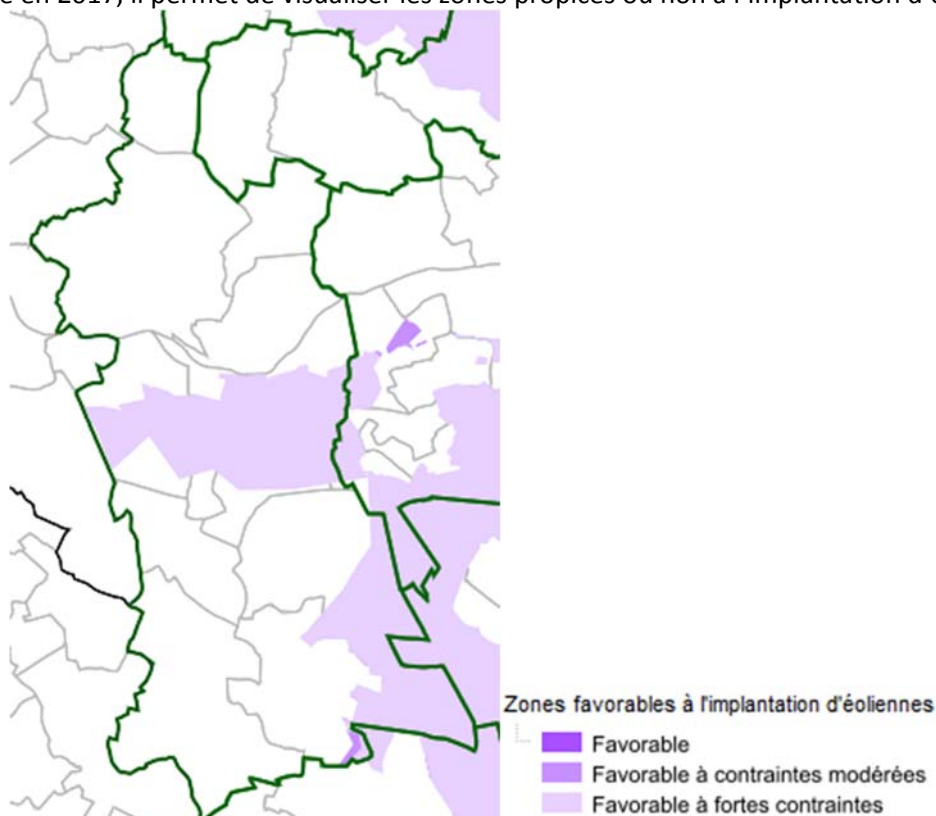 en 2017, il permet de visualiser les zones propices ou non à l'implantation d'
Zones favorables à l'implantation d'éoliennes
Favorable
Favorable à contraintes modérées
Favorable à fortes contraintes